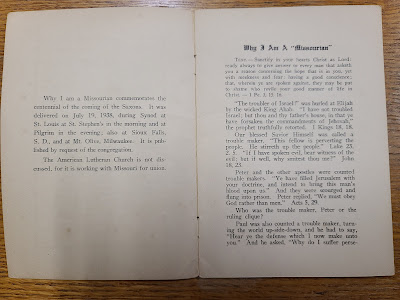 Why I am a Missourian commemorates the
centennial of the coming of the Saxons. It was
delivered on July 19, 1938, during Synod at
St. Louis at St. Stephen's in the morning and at
Pilgrim in the evening; also at Sioux Falls,
S. D., and at Mt. Olive, Milwaukee. It is pub-
lished by request of the congregation.
The American Lutheran Church is not dis-
cussed, for it is working with Missouri for union.
Why I Am A "Missourian"
Text.—Sanctify in your hearts Christ as Lord:
ready always to give answer to every man that asketh
you a reason concerning the hope that is in you, yet
with meekness and fear: having a good conscience;
that, wherein ye are spoken against, they may be put
to shame who revile your good manner of life in
Christ. — 1 Pe. 3, 15. 16.
"The troubler of Israel!" was hurled at Elijah
by the wicked King Ahab. "I have not troubled
Israel; but thou and thy father's house, in that ye
have forsaken the commandments of Jehovah,"
the prophet truthfully retorted. I Kings 18, 18.
Our blessed Savior Himself was called a
trouble maker. "This fellow is perverting the
people. He stirreth up the people." Luke 23,
2. 5. "If I have spoken evil, bear witness of the
evil; but if well, why smitest thou me?" John
18, 23.
Peter and the other apostles were counted
trouble makers. "Ye have filled Jerusalem with
your doctrine, and intend to bring this man's
blood upon us." And they were scourged and
flung into prison. Peter replied, "We must obey
God rather than men." Acts 5, 29.
Who was the trouble maker, Peter or the
ruling clique?
Paul was also counted a trouble maker, turn-
ing the world up-side-down, and he had to say,
"Hear ye the defense which I now make unto
you." And he asked, "Why do I suffer perse-